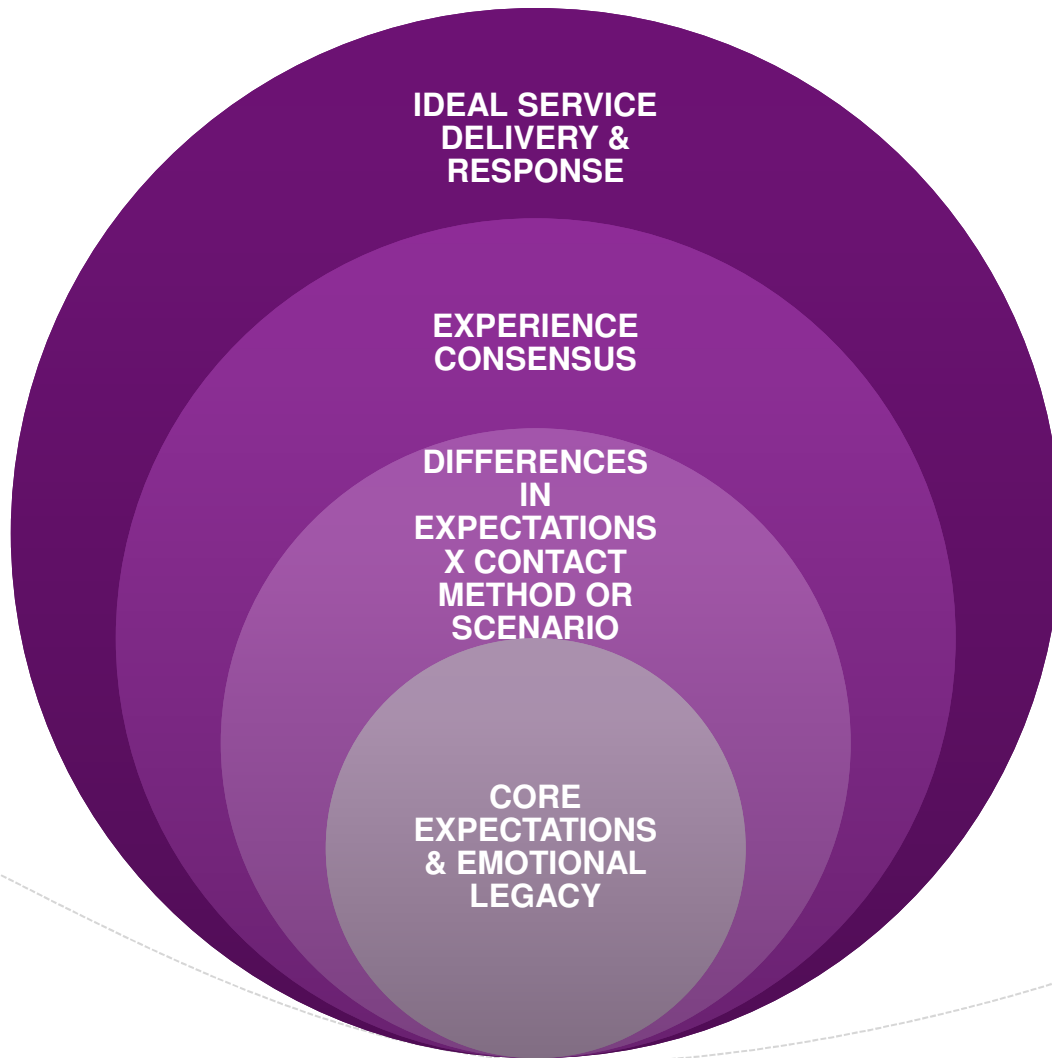 IDEAL SERVICE
DELIVERY &
RESPONSE
EXPERIENCE
CONSENSUS
DIFFERENCES
IN
EXPECTATIONS
X CONTACT
METHOD OR
SCENARIO
CORE
EXPECTATIONS
& EMOTIONAL
LEGACY